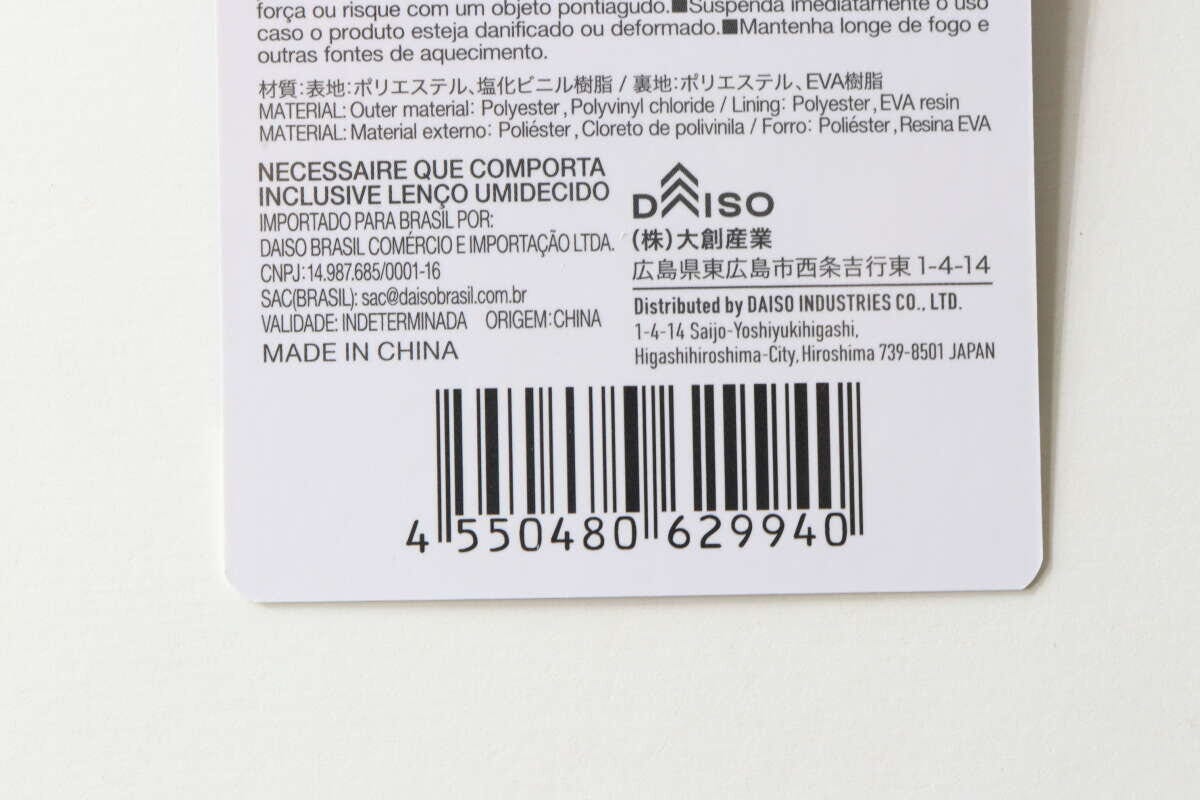 força ou risque com um objeto pontiagudo.■Suspenda imediatamente o uso
caso o produto esteja danificado ou deformado.■Mantenha longe de fogo e
outras fontes de aquecimento.
材質：表地：ポリエステル、塩化ビニル樹脂 / 裏地：ポリエステル、EVA樹脂
MATERIAL: Outer material: Polyester, Polyvinyl chloride / Lining: Polyester, EVA resin
MATERIAL: Material externo: Poliéster, Cloreto de polivinila / Forro: Poliéster, Resina EVA
NECESSAIRE QUE COMPORTA
INCLUSIVE LENÇO UMIDECIDO
IMPORTADO PARA BRASIL POR:
DAISO BRASIL COMÉRCIO E IMPORTAÇÃO LTDA.
CNPJ: 14.987.685/0001-16
SAC(BRASIL): sac@daisobrasil.com.br
VALIDADE: INDETERMINADA ORIGEM: CHINA
MADE IN CHINA
DAISO
(株)大創産業
広島県東広島市西条吉行東 1-4-14
Distributed by DAISO INDUSTRIES CO., LTD.
1-4-14 Saijo-Yoshiyukihigashi,
Higashihiroshima-City, Hiroshima 739-8501 JAPAN
4 550480 629940